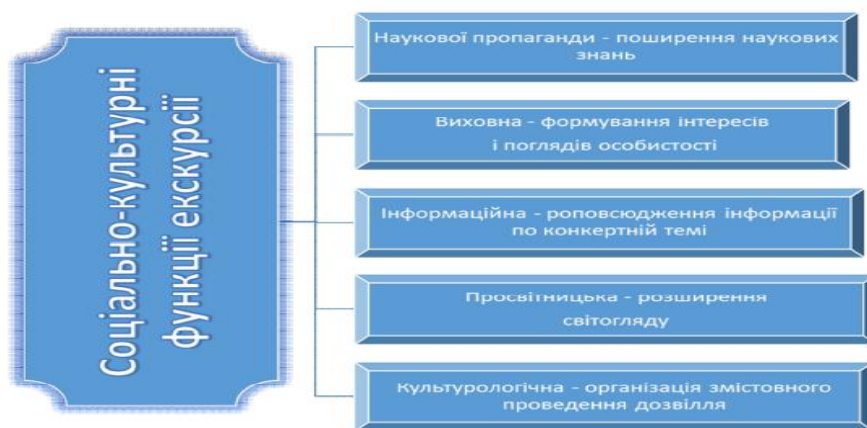 Соціально-культурні
функції екскурсії
Наукової пропаганди - поширення наукових
знань
Виховна - формування інтересів
і поглядів особистості
Інформаційна - роповсюдження інформації
по конкертній темі
Просвітницька - розширення
світогляду
Культурологічна - організація змістовного
проведення дозвілля